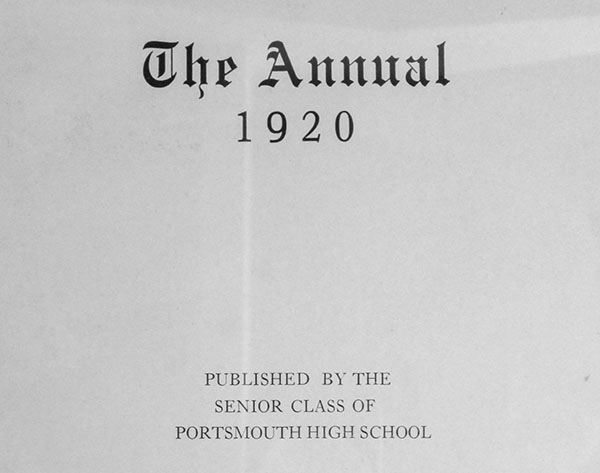 The Annual
1920
PUBLISHED BY THE
SENIOR CLASS OF
PORTSMOUTH HIGH SCHOOL